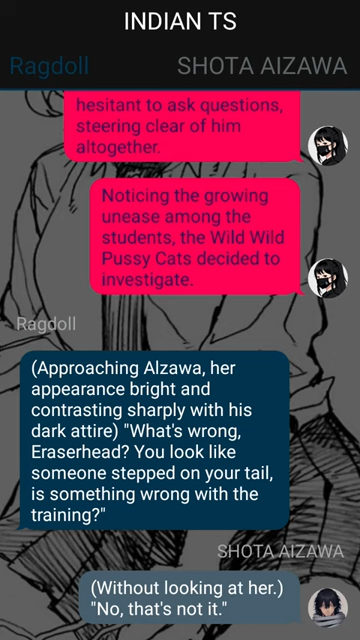 INDIAN TS
Ragdoll
SHOTA AIZAWA
hesitant to ask questions,
steering clear of him
altogether.
Noticing the growing
unease among the
students, the Wild Wild
Pussy Cats decided to
investigate.
Ragdoll
(Approaching AIzawa, her
appearance bright and
contrasting sharply with his
dark attire) "What's wrong,
Eraserhead? You look like
someone stepped on your tail,
is something wrong with the
training?"
SHOTA AIZAWA
(Without looking at her.)
"No, that's not it."